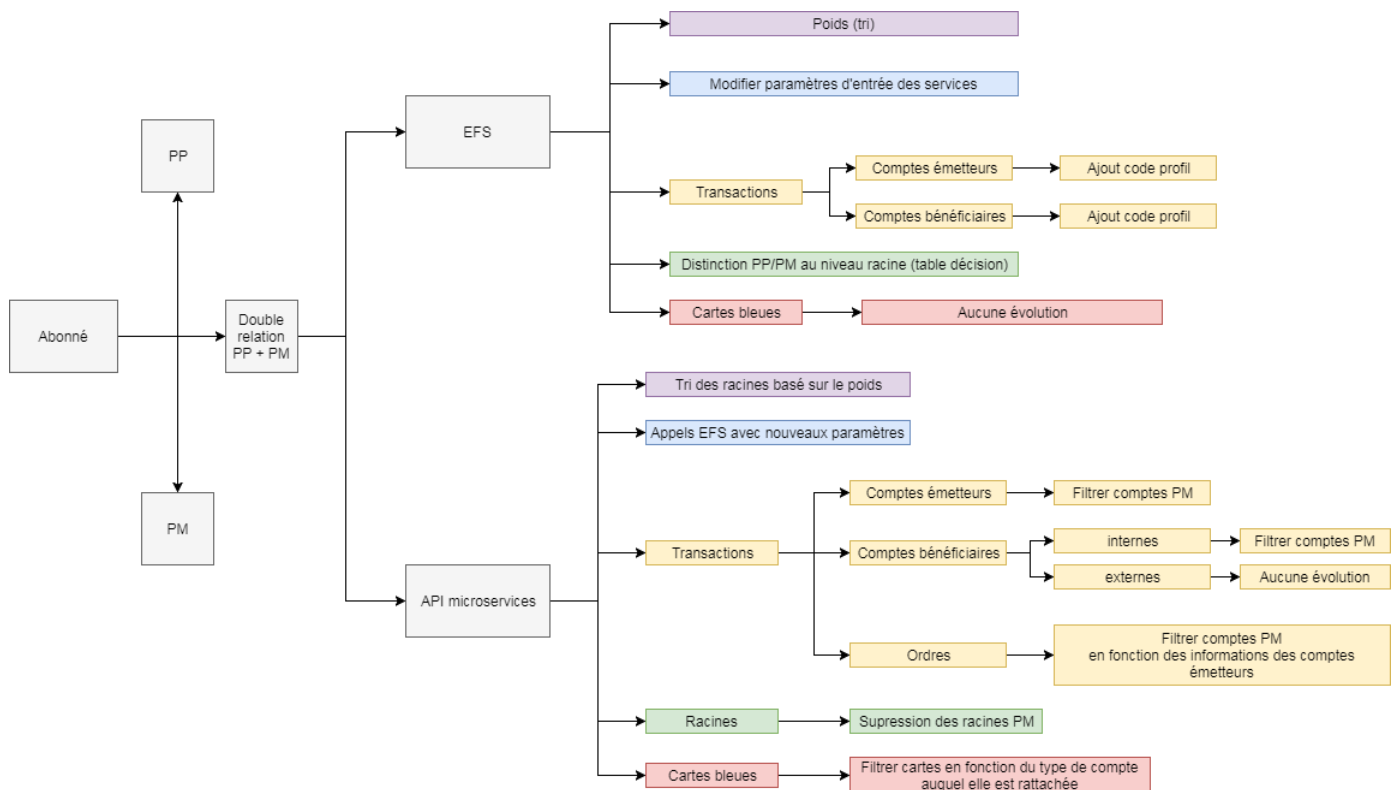 Abonné
PP
Double
relation
PP + PM
PM
EFS
Poids (tri)
Modifier paramètres d'entrée des services
Transactions
Comptes émetteurs
Ajout code profil
Comptes bénéficiaires
Ajout code profil
Distinction PP/PM au niveau racine (table décision)
Cartes bleues
Aucune évolution
API microservices
Tri des racines basé sur le poids
Appels EFS avec nouveaux paramètres
Transactions
Comptes émetteurs
Filtrer comptes PM
Comptes bénéficiaires
internes
Filtrer comptes PM
externes
Aucune évolution
Ordres
Filtrer comptes PM
en fonction des informations des comptes
émetteurs
Racines
Supression des racines PM
Cartes bleues
Filtrer cartes en fonction du type de compte
auquel elle est rattachée